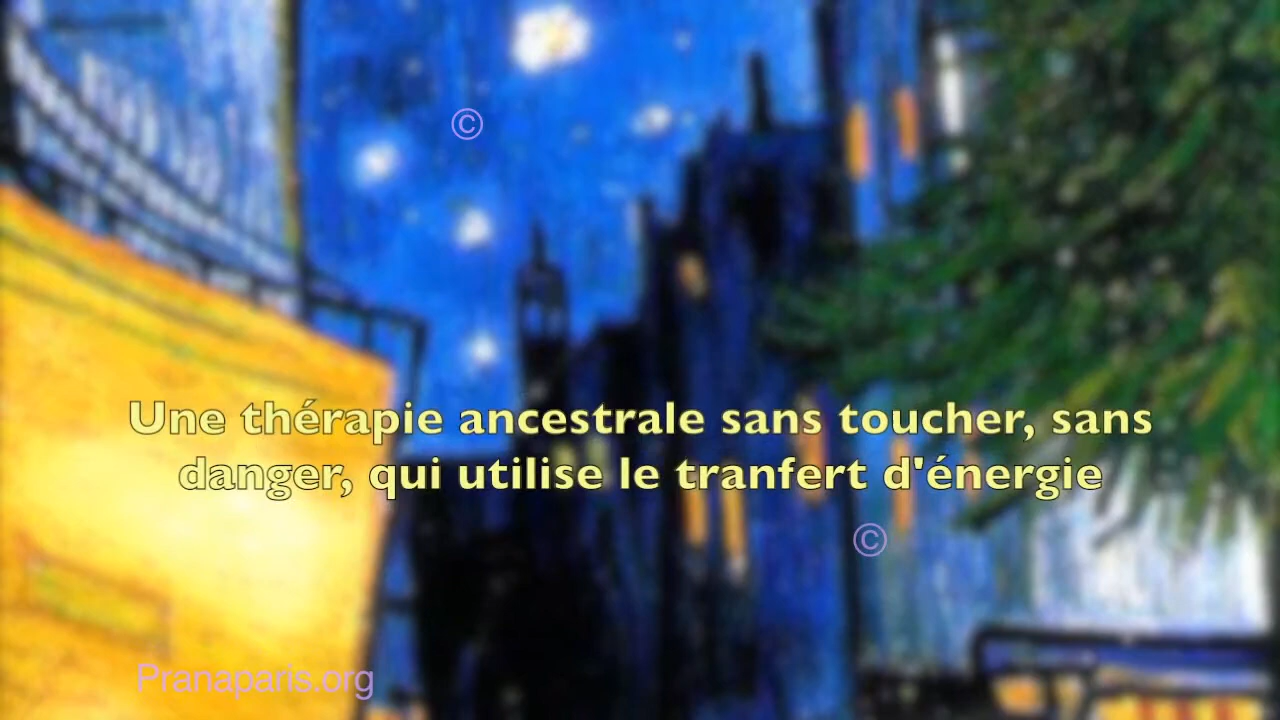 ©
Une thérapie ancestrale sans toucher, sans
danger, qui utilise le tranfert d'énergie
©
Pranaparis.org